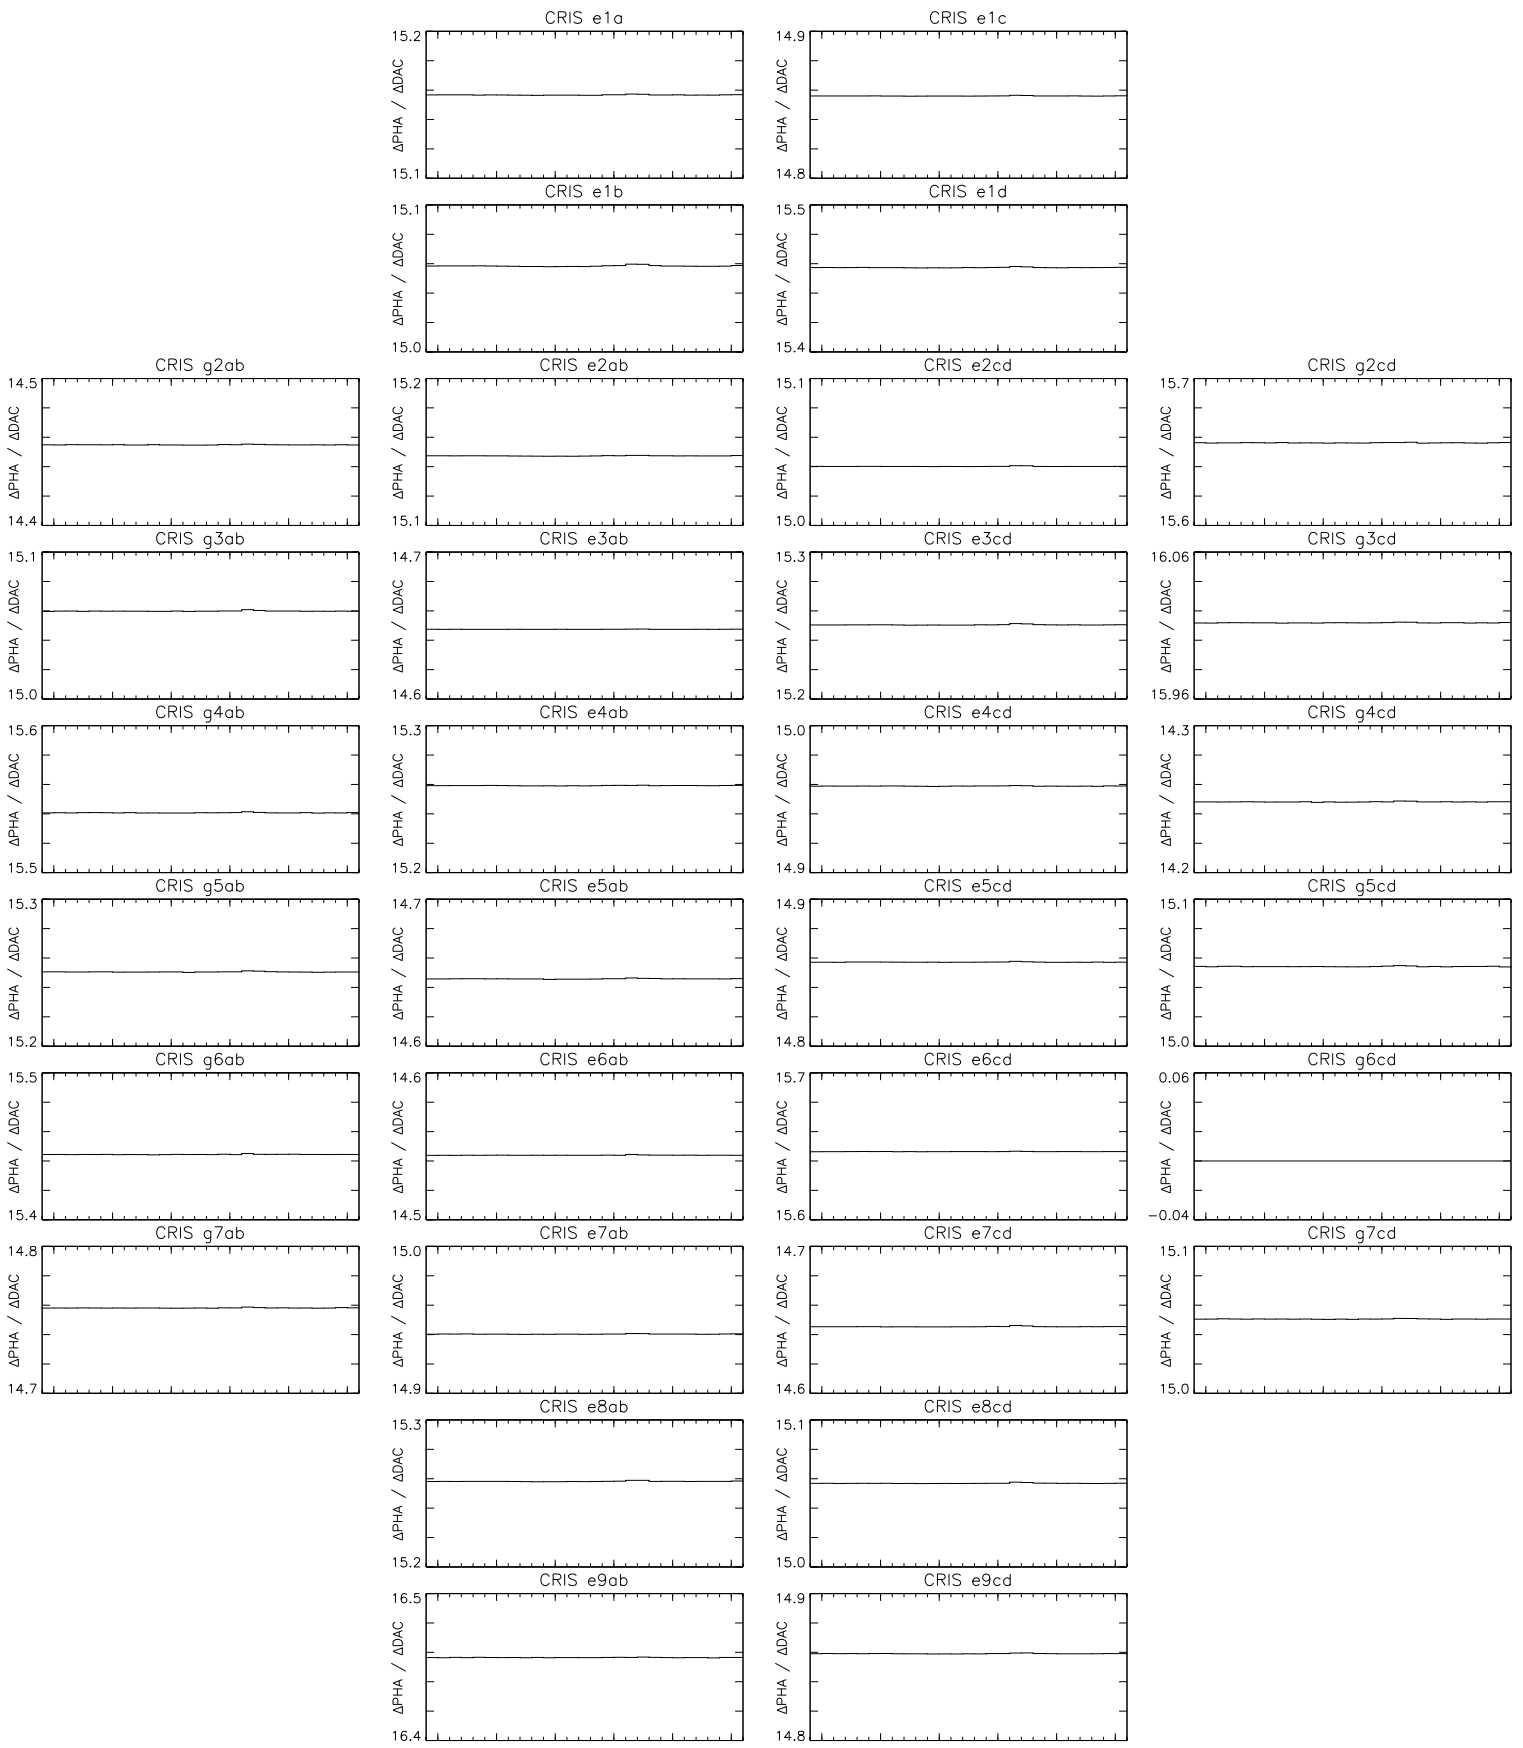 CRIS e1a CRIS e1c
15.2 14.9
ΔPHA / ΔDAC ΔPHA / ΔDAC
15.1 14.8
CRIS e1b CRIS e1d
15.1 15.5
ΔPHA / ΔDAC ΔPHA / ΔDAC
15.0 15.4
CRIS g2ab CRIS e2ab CRIS e2cd CRIS g2cd
14.5 15.2 15.1 15.7
ΔPHA / ΔDAC ΔPHA / ΔDAC ΔPHA / ΔDAC ΔPHA / ΔDAC
14.4 15.1 15.0 15.6
CRIS g3ab CRIS e3ab CRIS e3cd CRIS g3cd
15.1 14.7 15.3 16.06
ΔPHA / ΔDAC ΔPHA / ΔDAC ΔPHA / ΔDAC ΔPHA / ΔDAC
15.0 14.6 15.2 15.96
CRIS g4ab CRIS e4ab CRIS e4cd CRIS g4cd
15.6 15.3 15.0 14.3
ΔPHA / ΔDAC ΔPHA / ΔDAC ΔPHA / ΔDAC ΔPHA / ΔDAC
15.5 15.2 14.9 14.2
CRIS g5ab CRIS e5ab CRIS e5cd CRIS g5cd
15.3 14.7 14.9 15.1
ΔPHA / ΔDAC ΔPHA / ΔDAC ΔPHA / ΔDAC ΔPHA / ΔDAC
15.2 14.6 14.8 15.0
CRIS g6ab CRIS e6ab CRIS e6cd CRIS g6cd
15.5 14.6 15.7 0.06
ΔPHA / ΔDAC ΔPHA / ΔDAC ΔPHA / ΔDAC ΔPHA / ΔDAC
15.4 14.5 15.6 −0.04
CRIS g7ab CRIS e7ab CRIS e7cd CRIS g7cd
14.8 15.0 14.7 15.1
ΔPHA / ΔDAC ΔPHA / ΔDAC ΔPHA / ΔDAC ΔPHA / ΔDAC
14.7 14.9 14.6 15.0
CRIS e8ab CRIS e8cd
15.3 15.1
ΔPHA / ΔDAC ΔPHA / ΔDAC
15.2 15.0
CRIS e9ab CRIS e9cd
16.5 14.9
ΔPHA / ΔDAC ΔPHA / ΔDAC
16.4 14.8